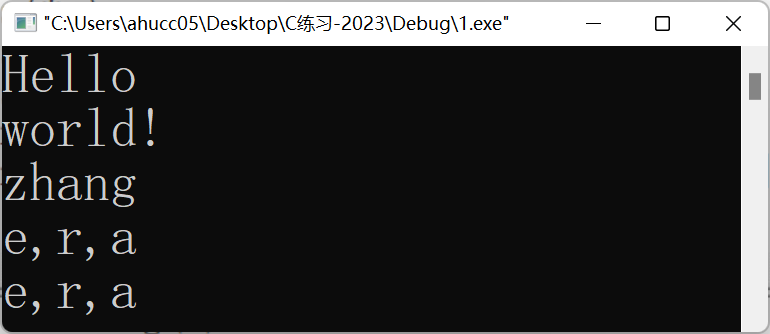 "C:\Users\ahucc05\Desktop\C练习-2023\Debug\1.exe"
Hello
world!
zhang
e,r,a
e,r,a